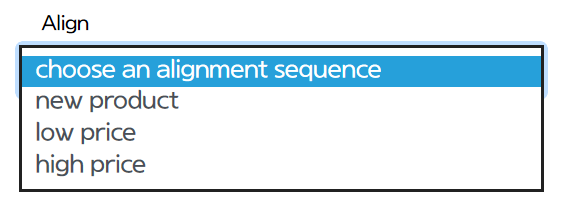 Align
choose an alignment sequence
new product
low price
high price